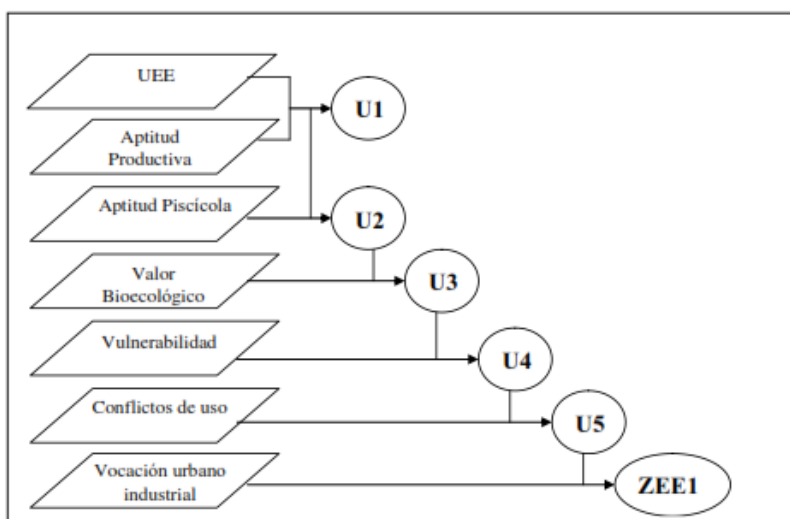 UEE
U1
Aptitud
Productiva
Aptitud Piscícola
U2
Valor
Bioecológico
U3
Vulnerabilidad
U4
Conflictos de uso
U5
Vocación urbano
industrial
ZEE1